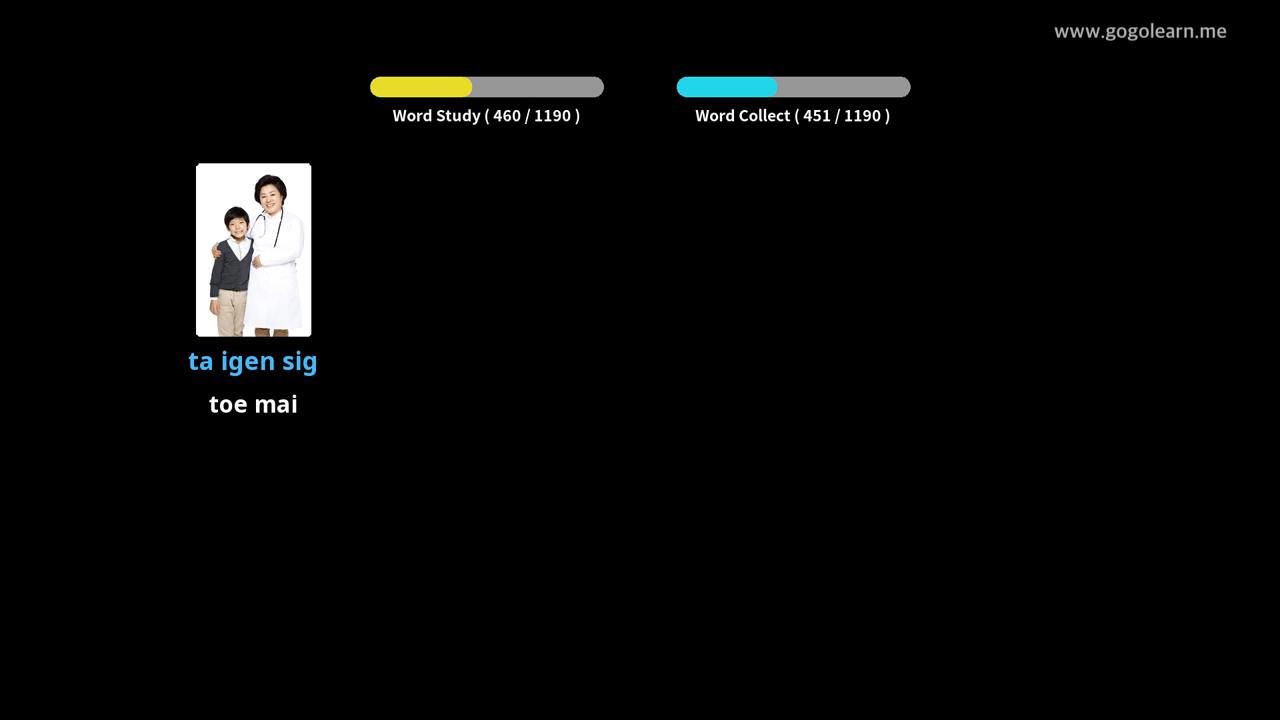 www.gogolearn.me
Word Study ( 460 / 1190 )
Word Collect ( 451 / 1190 )
ta igen sig
toe mai